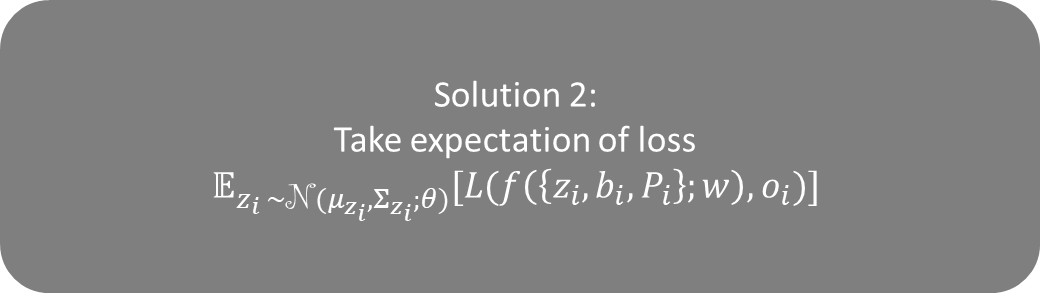 Solution 2:
Take expectation of loss
𝔼_{z_i ~𝒩(μ_{z_i},Σ_{z_i};θ)}[L(f({z_i, b_i, P_i}; w), o_i)]